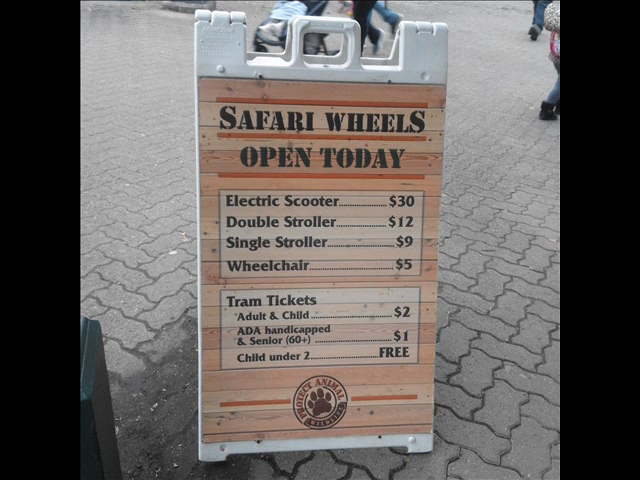 SAFARI WHEELS
OPEN TODAY
Electric Scooter.................$30
Double Stroller.................$12
Single Stroller.................$9
Wheelchair.................$5
Tram Tickets
Adult & Child.................$2
ADA handicapped
& Senior (60+).................$1
Child under 2.................FREE
PROTECT ANIMAL
WILDLIFE